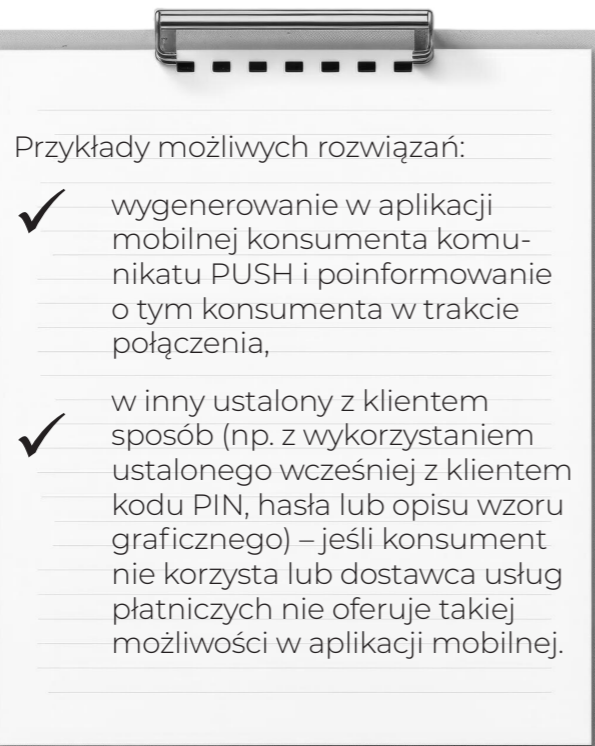 Przykłady możliwych rozwiązań:
wygenerowanie w aplikacji
mobilnej konsumenta komu-
nikatu PUSH i poinformowanie
o tym konsumenta w trakcie
połączenia,
w inny ustalony z klientem
sposób (np. z wykorzystaniem
ustalonego wcześniej z klientem
kodu PIN, hasła lub opisu wzoru
graficznego) – jeśli konsument
nie korzysta lub dostawca usług
płatniczych nie oferuje takiej
możliwości w aplikacji mobilnej.